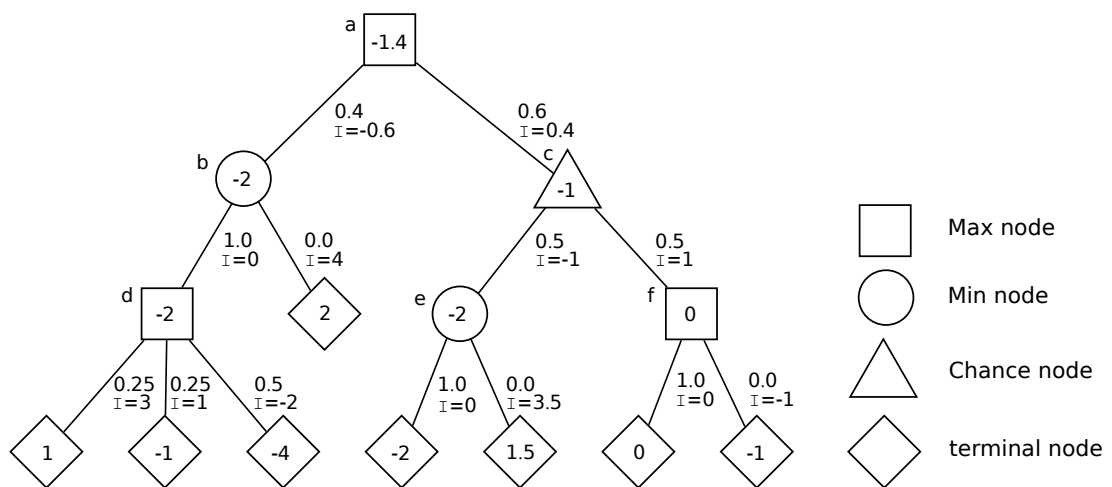 a
-1.4
0.4
I=-0.6
0.6
I=0.4
b
-2
c
-1
1.0
I=0
0.0
I=4
0.5
I=-1
0.5
I=1
d
-2
2
e
-2
f
0
0.25
I=3
0.25
I=1
0.5
I=-2
1.0
I=0
0.0
I=3.5
1.0
I=0
0.0
I=-1
1
-1
-4
-2
1.5
0
-1
Max node
Min node
Chance node
terminal node